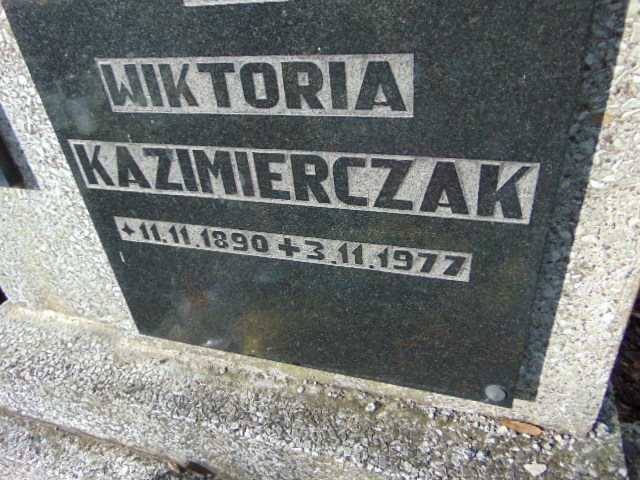 WIKTORIA
KAZIMIERCZAK
* 11.11.1890 + 3.11.1977